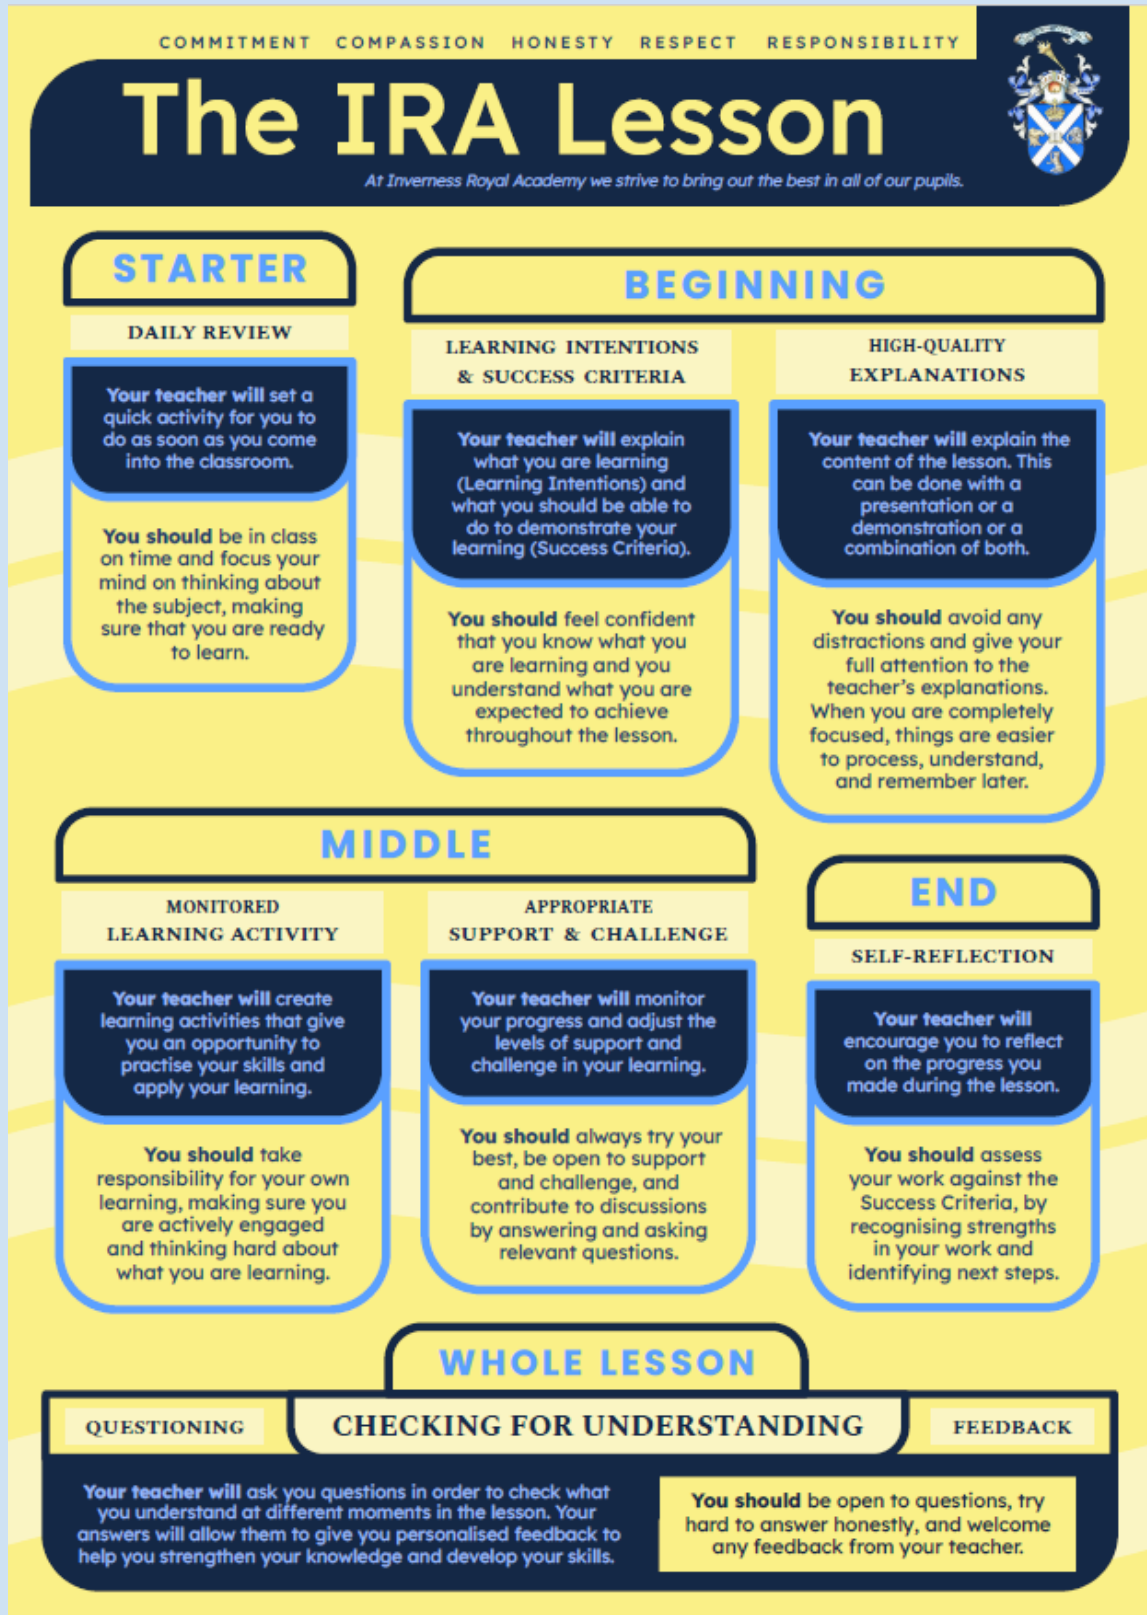 COMMITMENT COMPASSION HONESTY RESPECT RESPONSIBILITY
The IRA Lesson
At Inverness Royal Academy we strive to bring out the best in all of our pupils.
STARTER
DAILY REVIEW
Your teacher will set a
quick activity for you to
do as soon as you come
into the classroom.
You should be in class
on time and focus your
mind on thinking about
the subject, making
sure that you are ready
to learn.
BEGINNING
LEARNING INTENTIONS
& SUCCESS CRITERIA
Your teacher will explain
what you are learning
(Learning Intentions) and
what you should be able to
do to demonstrate your
learning (Success Criteria).
You should feel confident
that you know what you
are learning and you
understand what you are
expected to achieve
throughout the lesson.
HIGH-QUALITY
EXPLANATIONS
Your teacher will explain the
content of the lesson. This
can be done with a
presentation or a
demonstration or a
combination of both.
You should avoid any
distractions and give your
full attention to the
teacher's explanations.
When you are completely
focused, things are easier
to process, understand,
and remember later.
MIDDLE
MONITORED
LEARNING ACTIVITY
Your teacher will create
learning activities that give
you an opportunity to
practise your skills and
apply your learning.
You should take
responsibility for your own
learning, making sure you
are actively engaged
and thinking hard about
what you are learning.
APPROPRIATE
SUPPORT & CHALLENGE
Your teacher will monitor
your progress and adjust the
levels of support and
challenge in your learning.
You should always try your
best, be open to support
and challenge, and
contribute to discussions
by answering and asking
relevant questions.
END
SELF-REFLECTION
Your teacher will
encourage you to reflect
on the progress you
made during the lesson.
You should assess
your work against the
Success Criteria, by
recognising strengths
in your work and
identifying next steps.
WHOLE LESSON
QUESTIONING
CHECKING FOR UNDERSTANDING
FEEDBACK
Your teacher will ask you questions in order to check what
you understand at different moments in the lesson. Your
answers will allow them to give you personalised feedback to
help you strengthen your knowledge and develop your skills.
You should be open to questions, try
hard to answer honestly, and welcome
any feedback from your teacher.